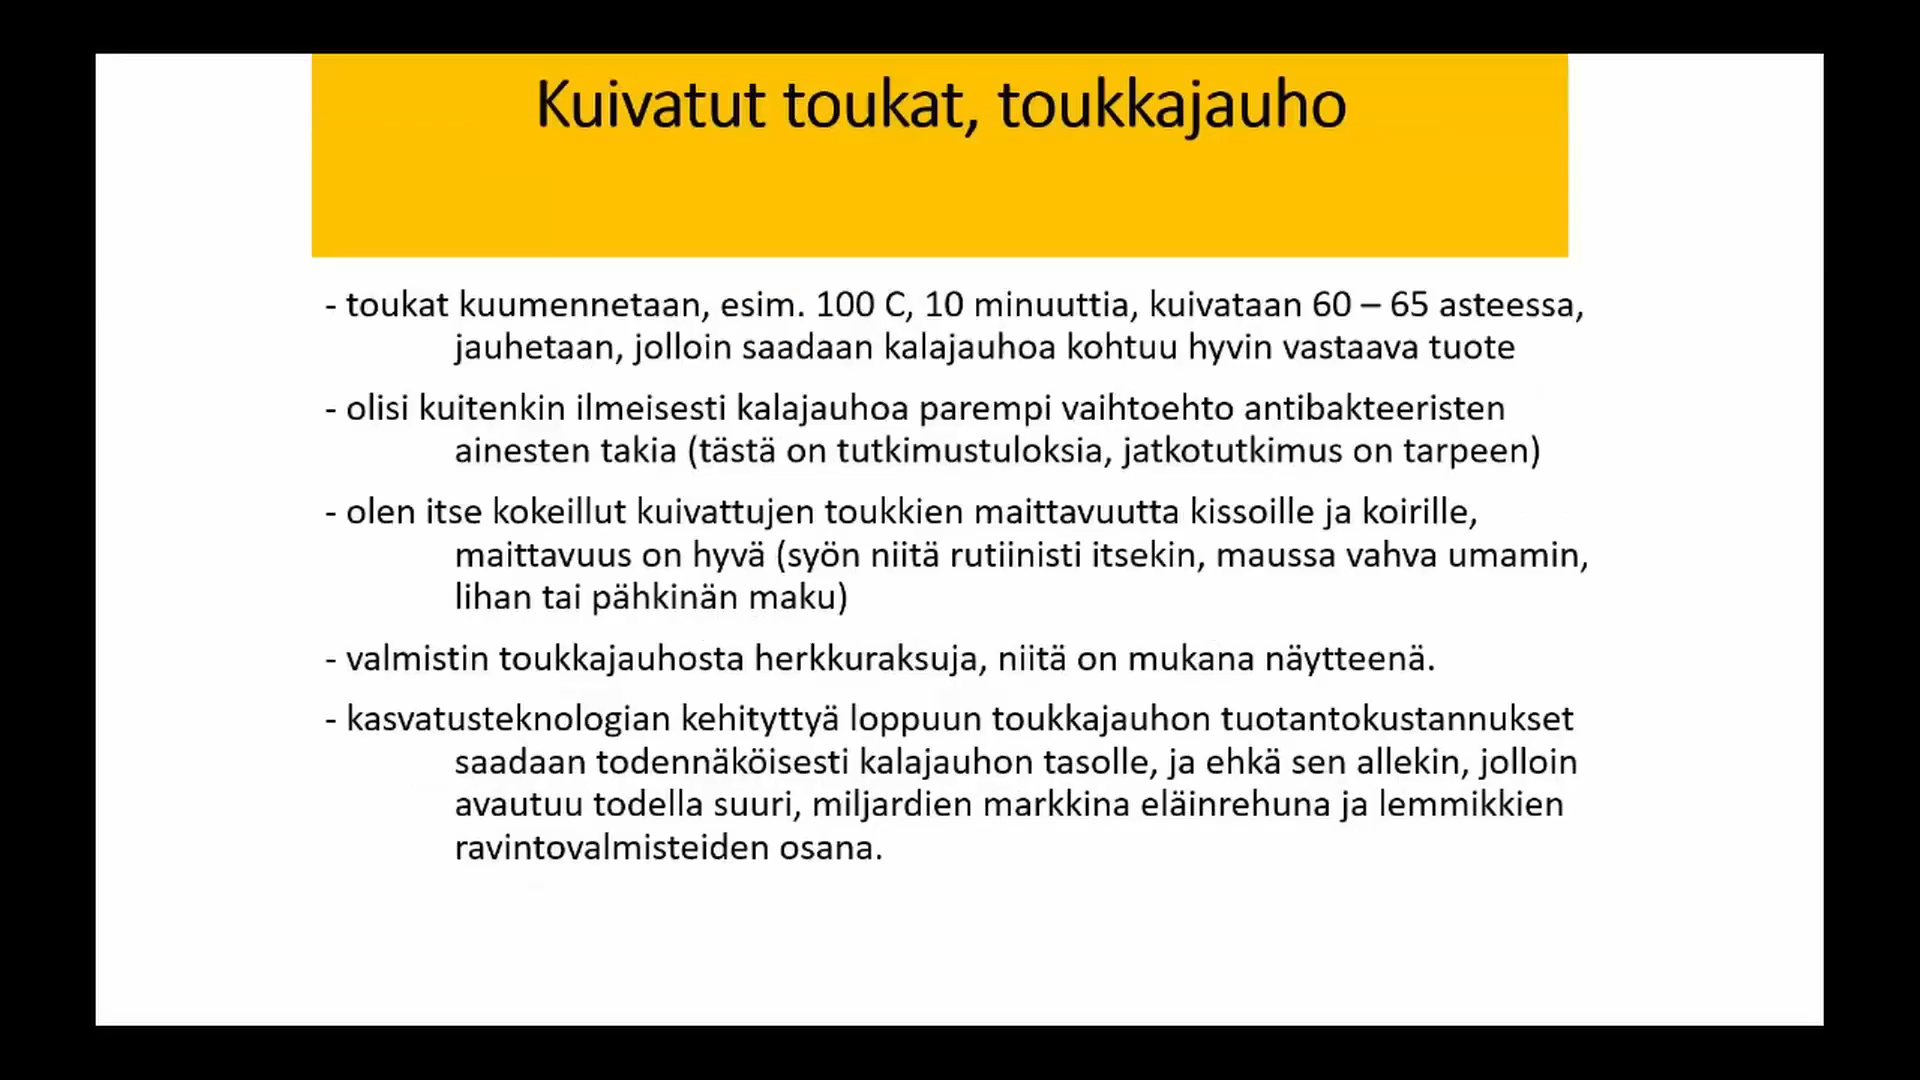 Kuivatut toukat, toukkajauho
- toukat kuumennetaan, esim. 100 C, 10 minuuttia, kuivataan 60 – 65 asteessa,
jauhetaan, jolloin saadaan kalajauhoa kohtuu hyvin vastaava tuote
- olisi kuitenkin ilmeisesti kalajauhoa parempi vaihtoehto antibakteeristen
ainesten takia (tästä on tutkimustuloksia, jatkotutkimus on tarpeen)
- olen itse kokeillut kuivattujen toukkien maittavuutta kissoille ja koirille,
maittavuus on hyvä (syön niitä rutiinisti itsekin, maussa vahva umamin,
lihan tai pähkinän maku)
- valmistin toukkajauhosta herkkuraksuja, niitä on mukana näytteenä.
- kasvatusteknologian kehityttyä loppuun toukkajauhon tuotantokustannukset
saadaan todennäköisesti kalajauhon tasolle, ja ehkä sen allekin, jolloin
avautuu todella suuri, miljardien markkina eläinrehuna ja lemmikkien
ravintovalmisteiden osana.